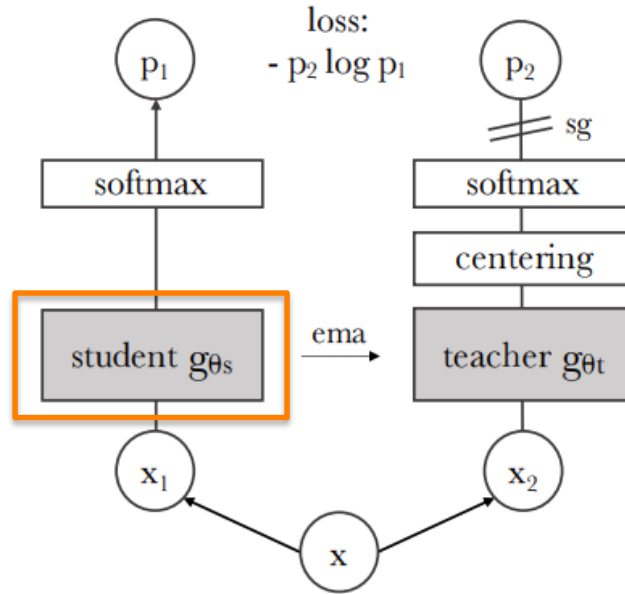 loss:
- p₂ log p₁
p₁
p₂
sg
softmax
softmax
centering
student gθs
ema
teacher gθt
x₁
x₂
x